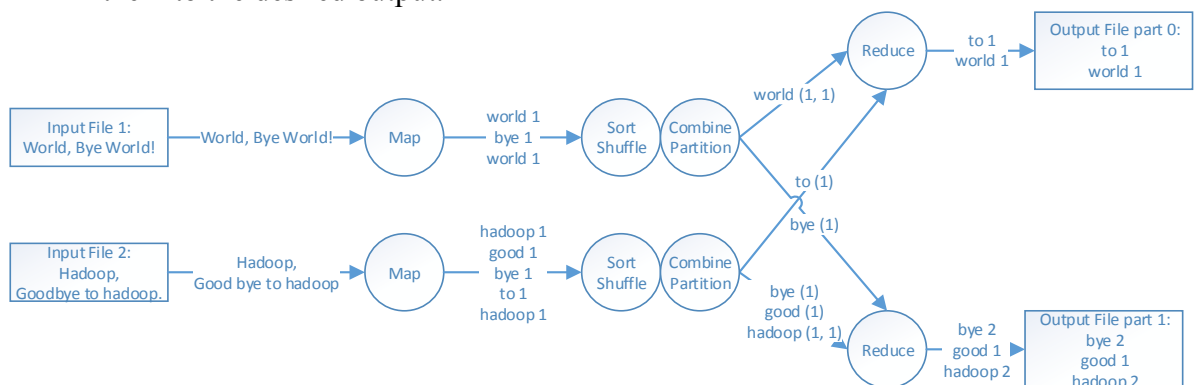 to 1
world 1
Output File part 0:
to 1
world 1
Reduce
world (1, 1)
Input File 1:
World, Bye World!
World, Bye World!
Map
world 1
bye 1
world 1
Sort
Shuffle
Combine
Partition
to (1)
bye (1)
Input File 2:
Hadoop,
Goodbye to hadoop.
Hadoop,
Good bye to hadoop
Map
hadoop 1
good 1
bye 1
to 1
hadoop 1
Sort
Shuffle
Combine
Partition
bye (1)
good (1)
hadoop (1, 1)
Reduce
bye 2
good 1
hadoop 2
Output File part 1:
bye 2
good 1
hadoop 2